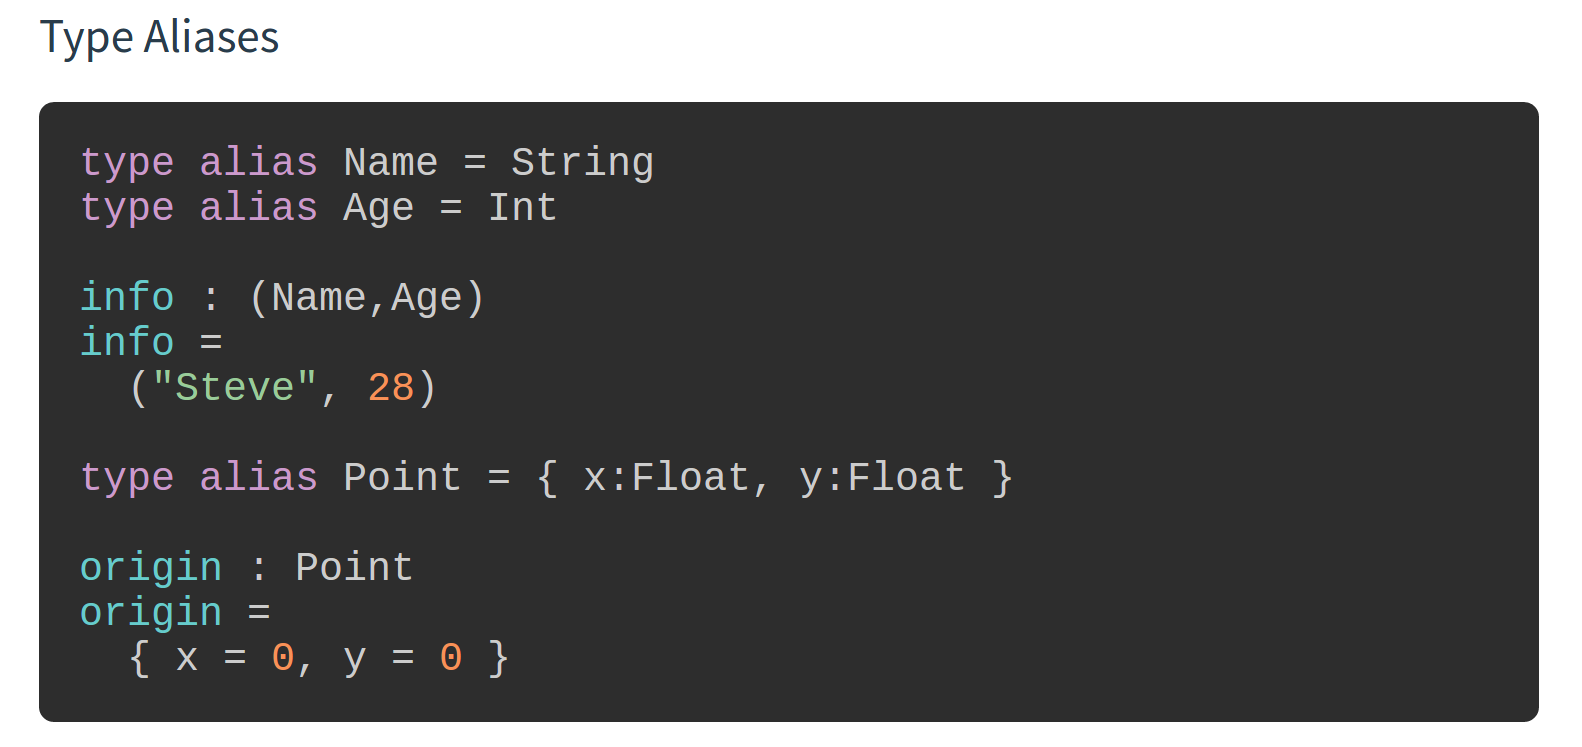 Type Aliases
type alias Name = String
type alias Age = Int
info : (Name,Age)
info =
  ("Steve", 28)
type alias Point = { x:Float, y:Float }
origin : Point
origin =
  { x = 0, y = 0 }